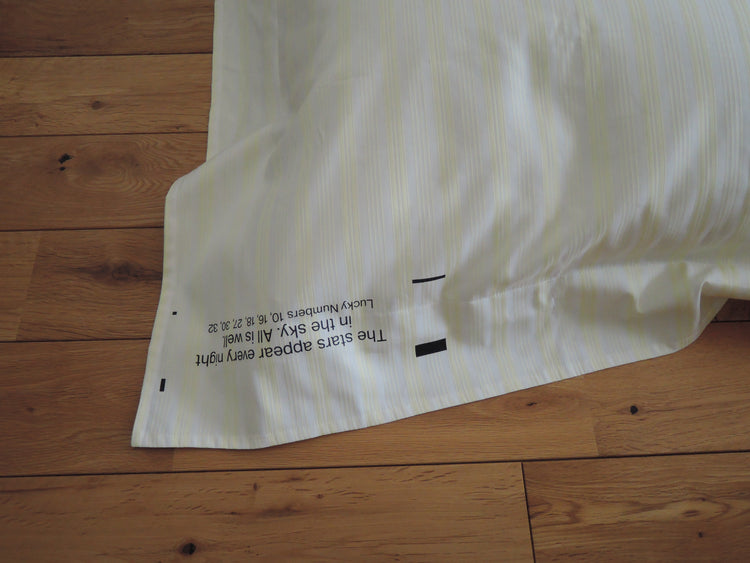 The stars appear every night
in the sky. All is well.
Lucky Numbers 10, 16, 18, 27, 30, 32